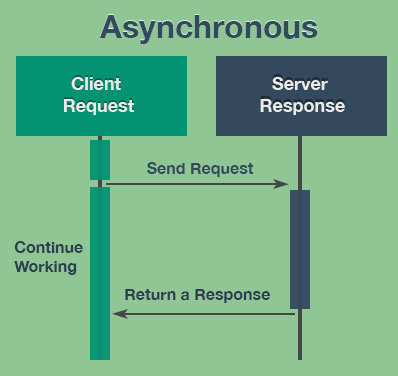 Asynchronous
Client
Request
Server
Response
Send Request
Continue
Working
Return a Response